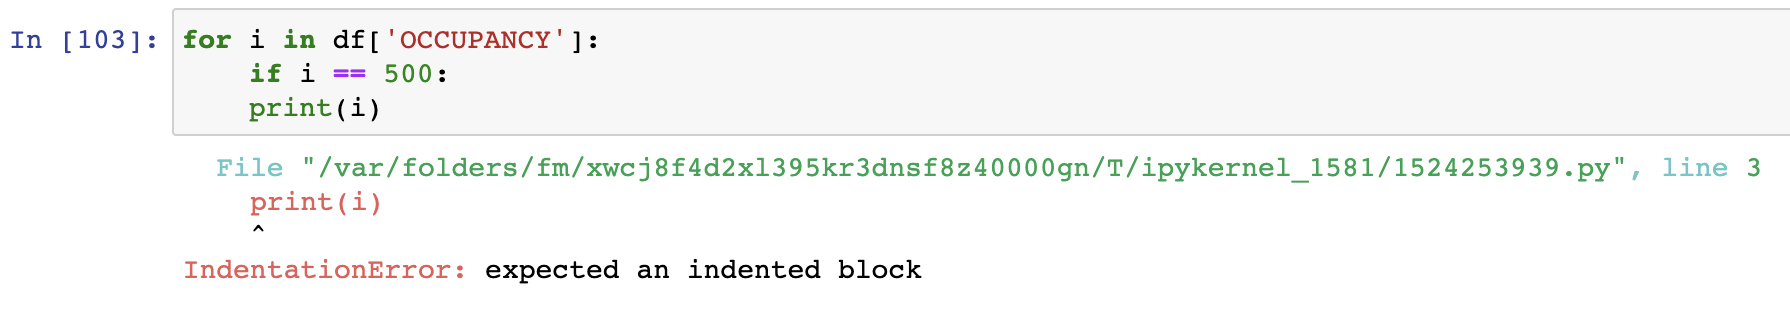 In [103]: for i in df['OCCUPANCY']:
    if i == 500:
    print(i)
  File "/var/folders/fm/xwcj8f4d2xl395kr3dnsf8z40000gn/T/ipykernel_1581/1524253939.py", line 3
    print(i)
    ^
IndentationError: expected an indented block